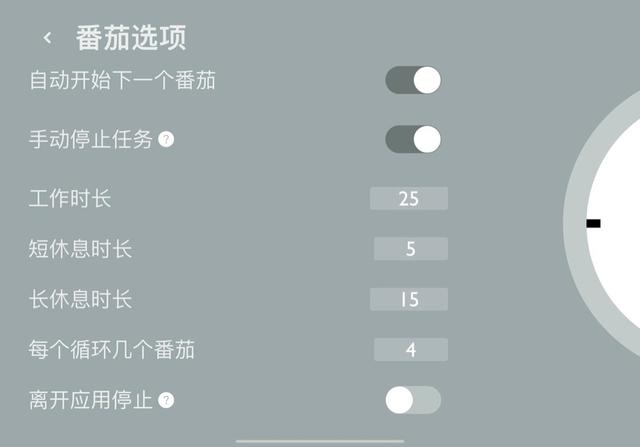 番茄选项
自动开始下一个番茄
手动停止任务 ?
工作时长 25
短休息时长 5
长休息时长 15
每个循环几个番茄 4
离开应用停止 ?